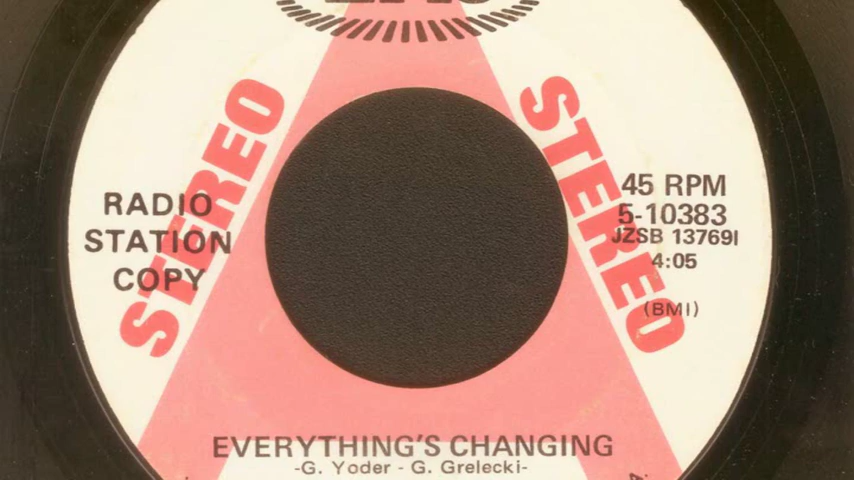 STEREO
STEREO
RADIO
STATION
COPY
45 RPM
5-10383
JZSB 137691
4:05
(BMI)
EVERYTHING'S CHANGING
-G. Yoder - G. Grelecki-